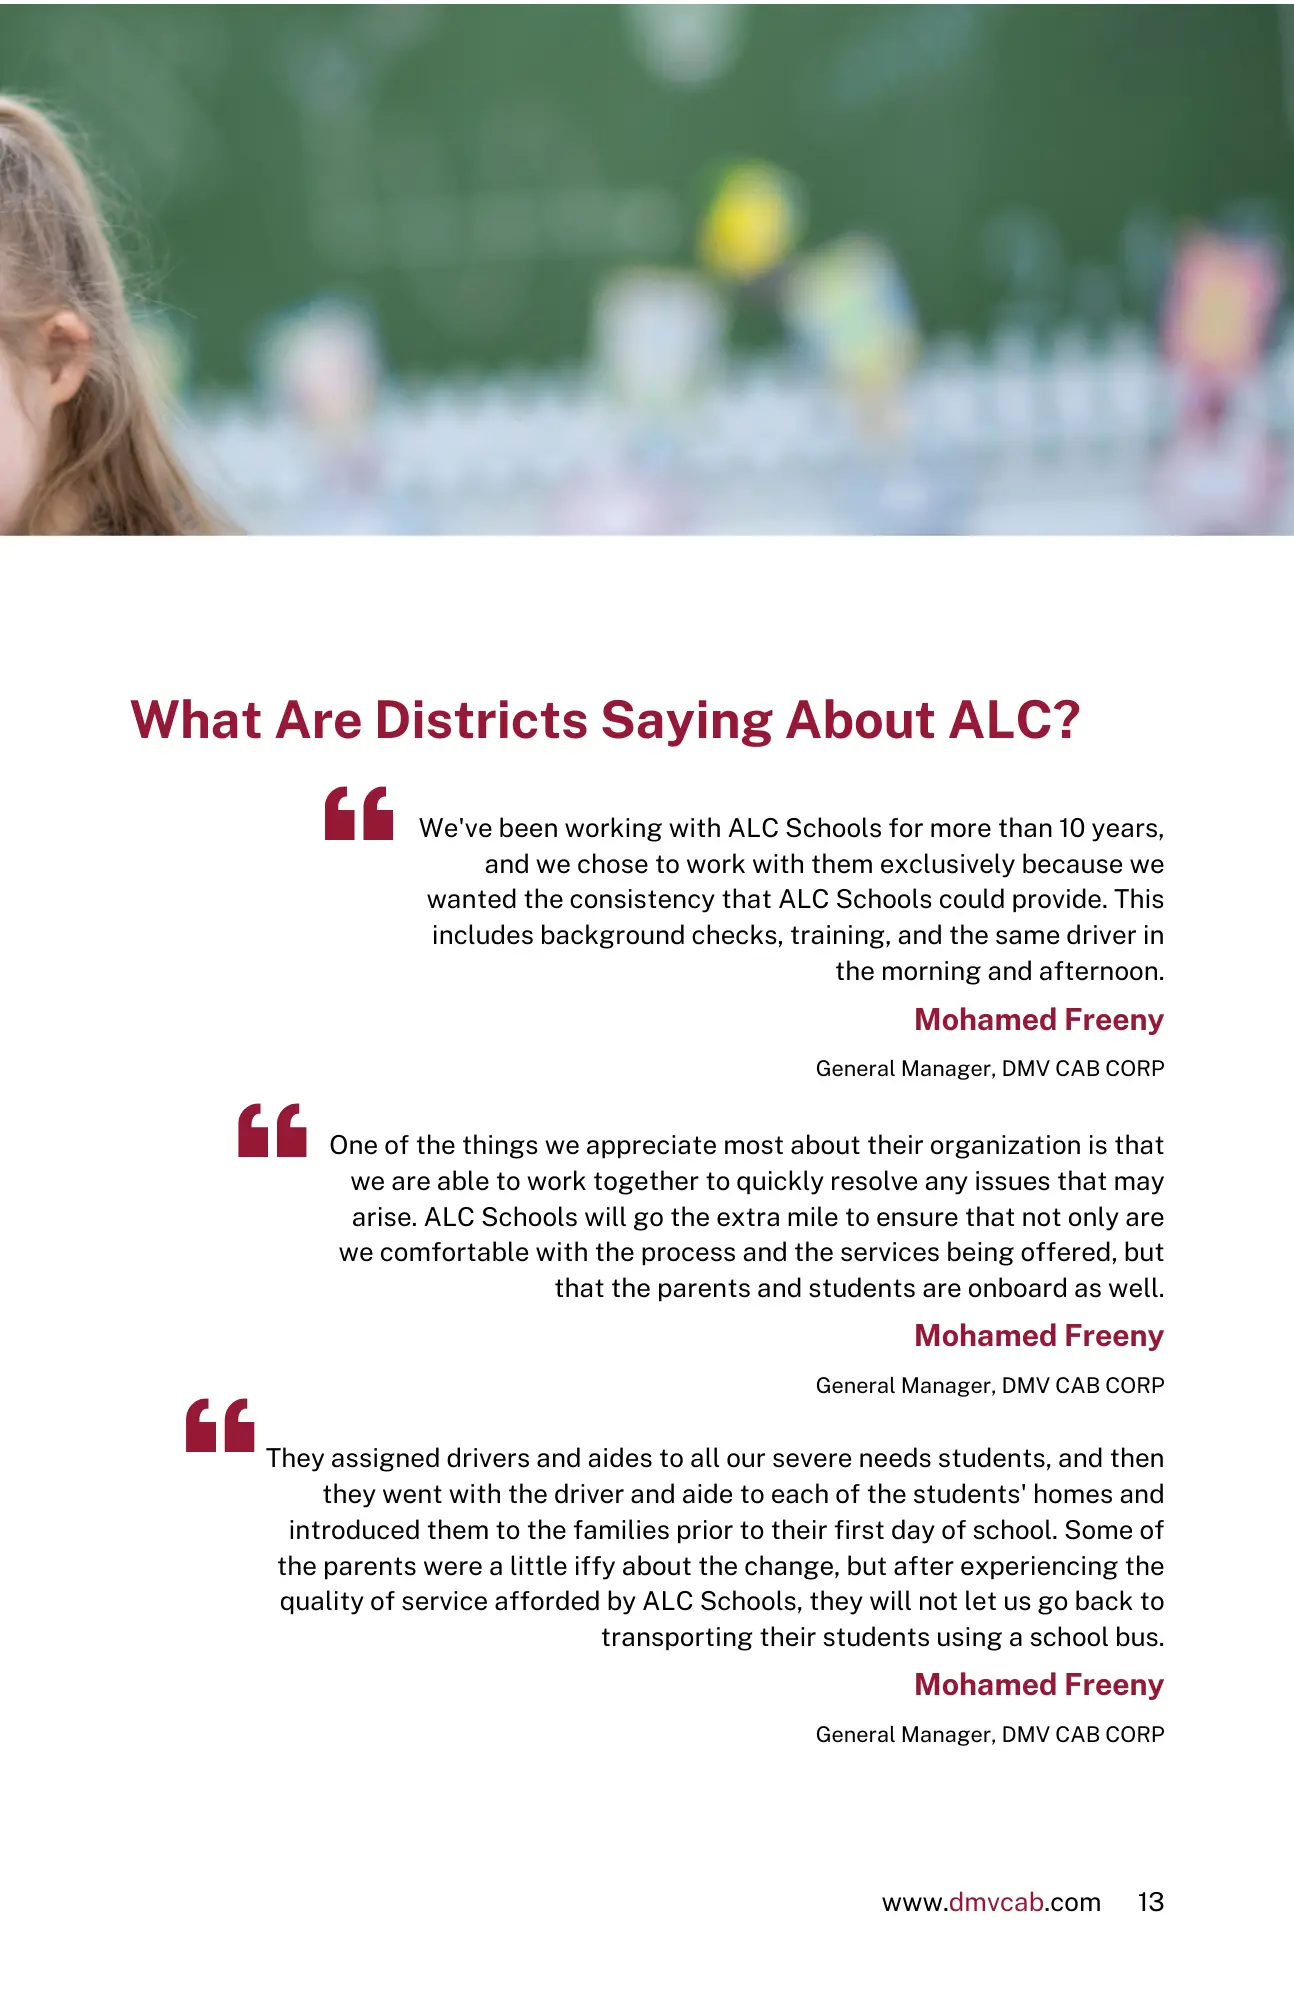 What Are Districts Saying About ALC?
We've been working with ALC Schools for more than 10 years,
and we chose to work with them exclusively because we
wanted the consistency that ALC Schools could provide. This
includes background checks, training, and the same driver in
the morning and afternoon.
Mohamed Freeny
General Manager, DMV CAB CORP
One of the things we appreciate most about their organization is that
we are able to work together to quickly resolve any issues that may
arise. ALC Schools will go the extra mile to ensure that not only are
we comfortable with the process and the services being offered, but
that the parents and students are onboard as well.
Mohamed Freeny
General Manager, DMV CAB CORP
They assigned drivers and aides to all our severe needs students, and then
they went with the driver and aide to each of the students' homes and
introduced them to the families prior to their first day of school. Some of
the parents were a little iffy about the change, but after experiencing the
quality of service afforded by ALC Schools, they will not let us go back to
transporting their students using a school bus.
Mohamed Freeny
General Manager, DMV CAB CORP
www.dmvcab.com 13